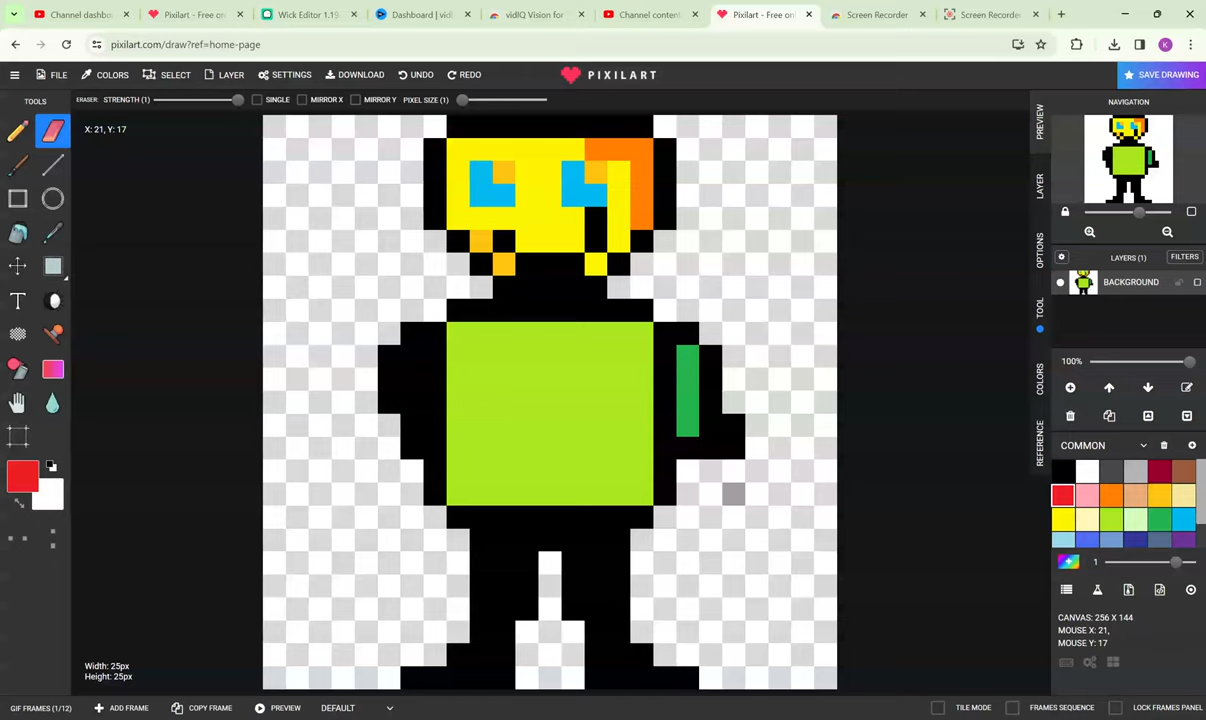 Channel dashbo
Pixilart - Free on
Wick Editor 1.19
Dashboard | vidi
vidIQ Vision for
Channel content
Pixilart - Free on
Screen Recorder
Screen Recorder
pixilart.com/draw?ref=home-page
K
FILE
COLORS
SELECT
LAYER
SETTINGS
DOWNLOAD
UNDO
REDO
PIXILART
SAVE DRAWING
TOOLS
ERASER: STRENGTH (1)
SINGLE
MIRROR X
MIRROR Y
PIXEL SIZE (1)
NAVIGATION
X: 21, Y: 17
PREVIEW
LAYER
OPTIONS
TOOL
COLORS
REFERENCE
LAYERS (1)
FILTERS
BACKGROUND
100%
COMMON
1
CANVAS: 256 X 144
MOUSE X: 21,
MOUSE Y: 17
Width: 25px
Height: 25px
GIF FRAMES (1/12)
ADD FRAME
COPY FRAME
PREVIEW
DEFAULT
TILE MODE
FRAMES SEQUENCE
LOCK FRAMES PANEL